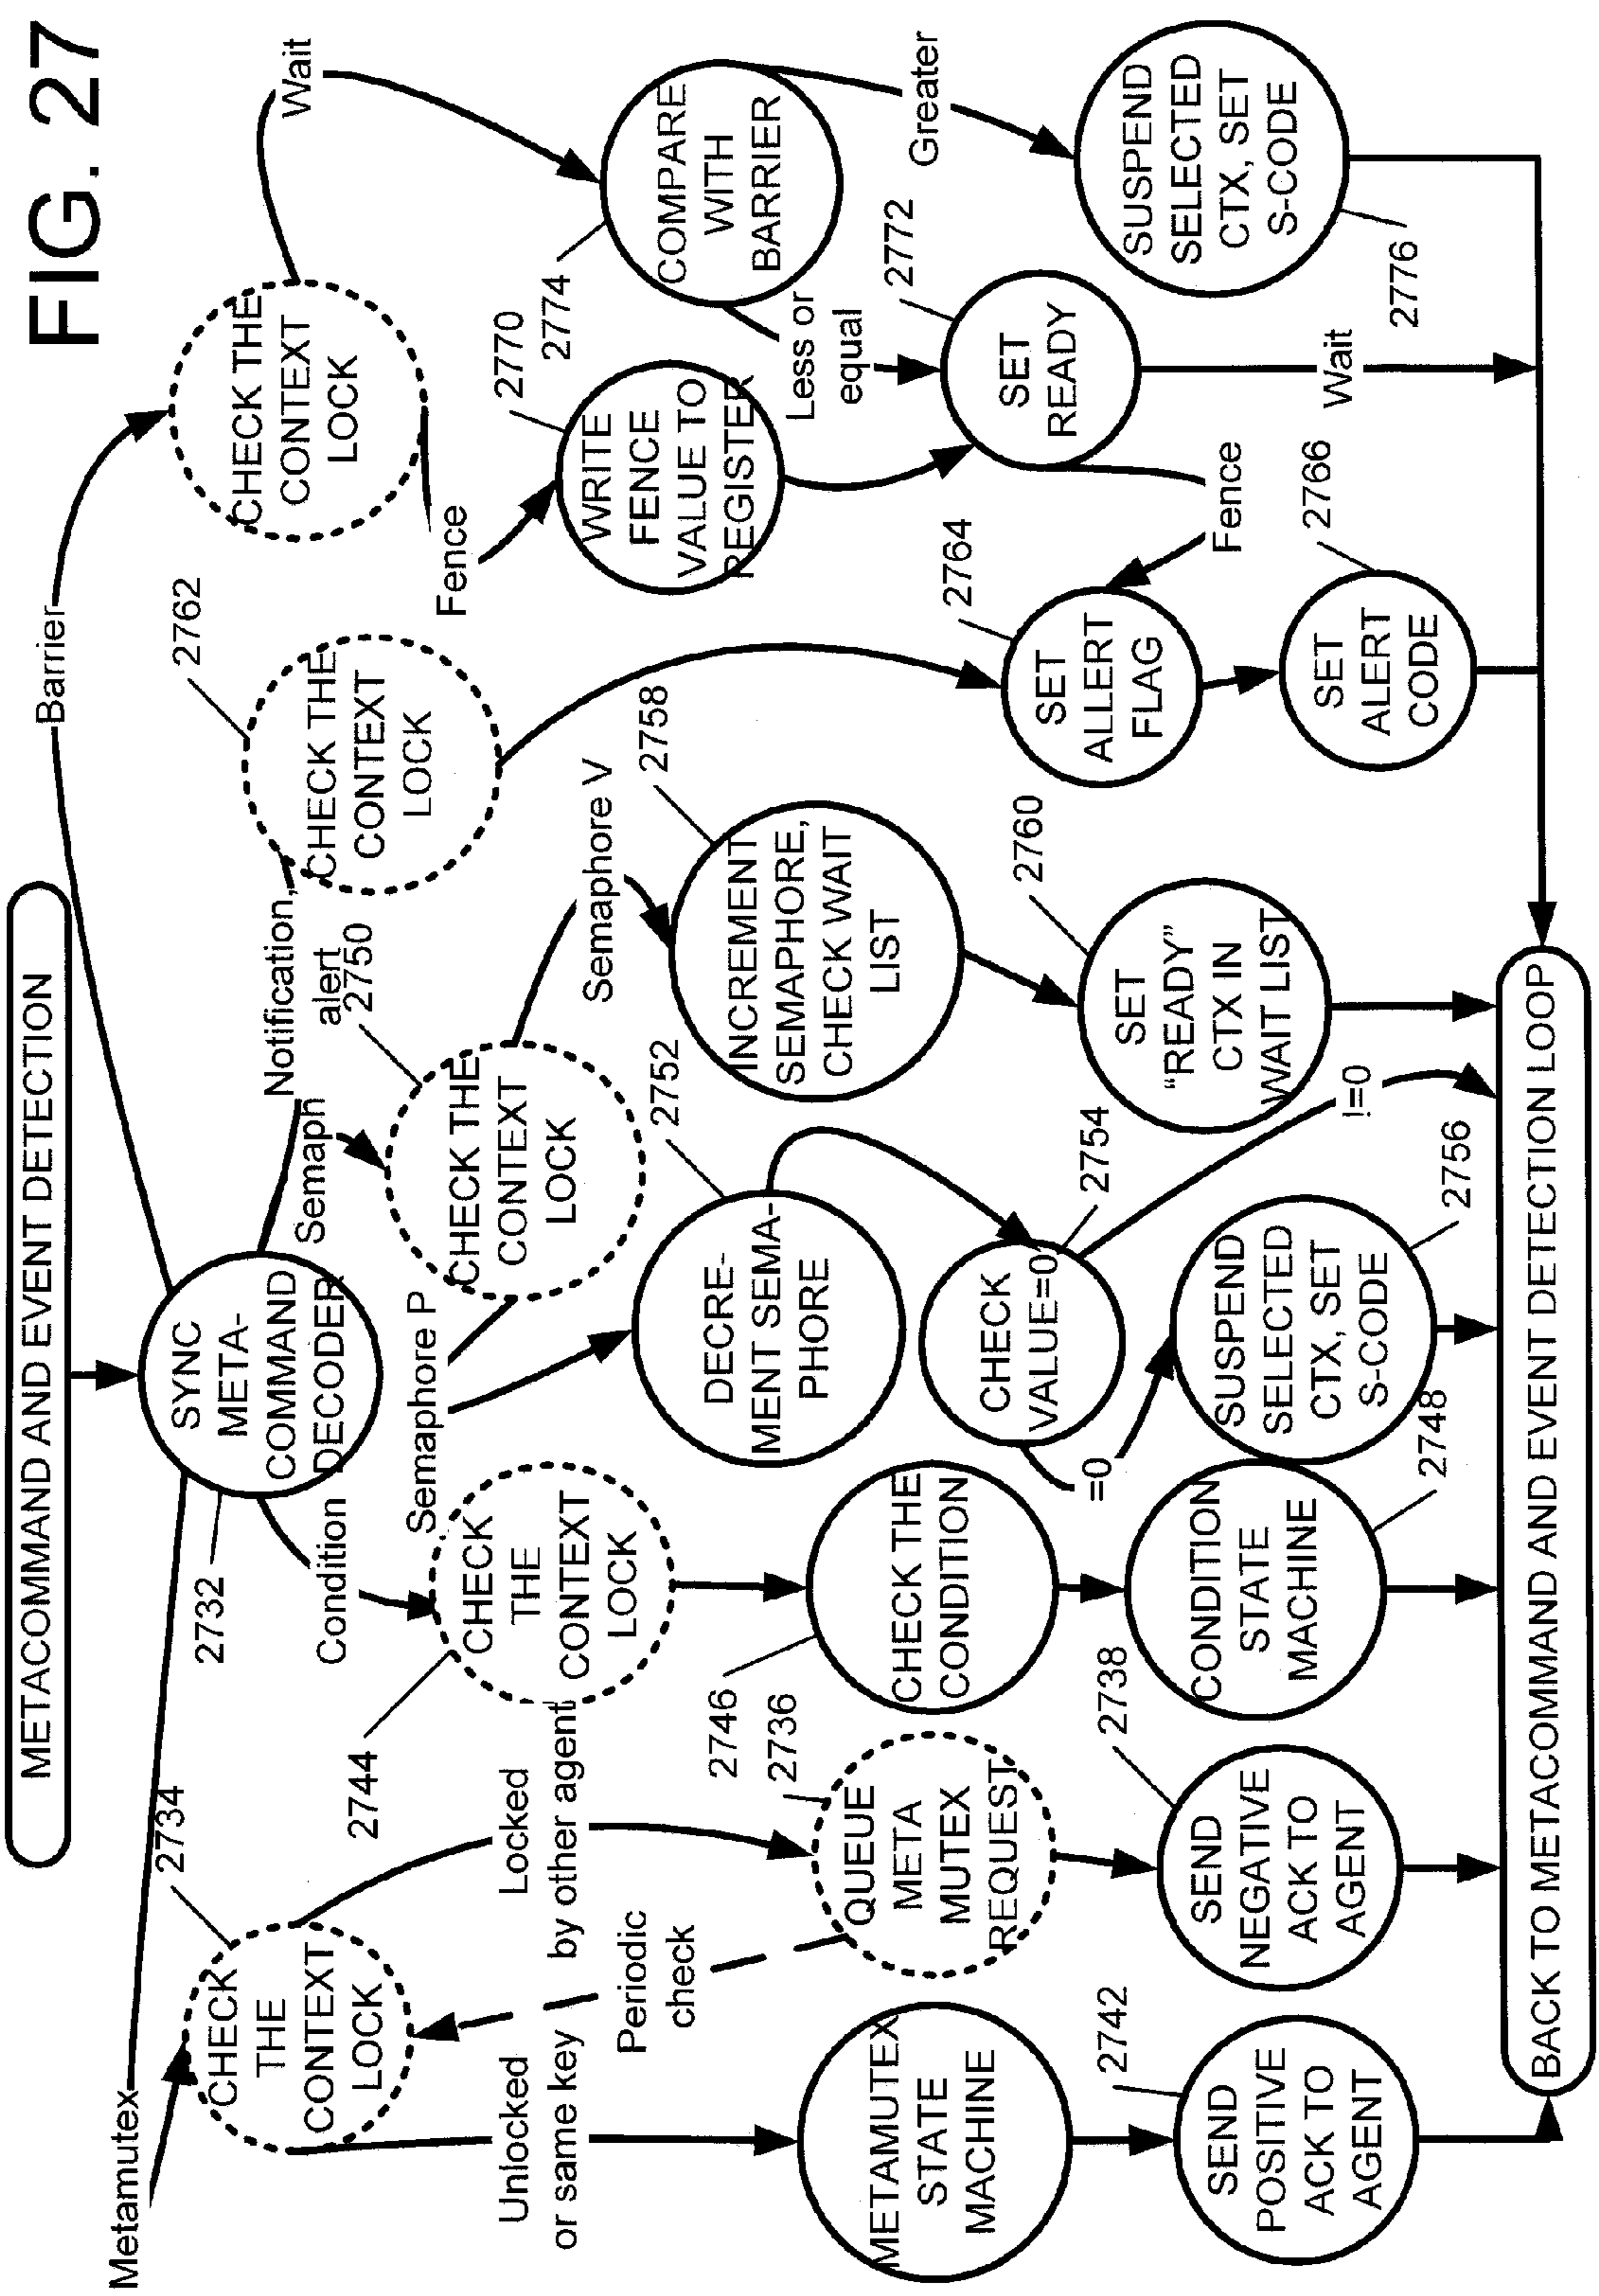 FIG. 27
METACOMMAND AND EVENT DETECTION
SYNC
META-
COMMAND
DECODER
2732
Metamutex
CHECK
THE
CONTEXT
LOCK
2734
Unlocked
or same key
Locked
by other agent
Periodic
check
METAMUTEX
STATE
MACHINE
SEND
POSITIVE
ACK TO
AGENT
2742
QUEUE
META
MUTEX
REQUEST
2736
SEND
NEGATIVE
ACK TO
AGENT
2738
Condition
CHECK
THE
CONTEXT
LOCK
2744
CHECK THE
CONDITION
2746
CONDITION
STATE
MACHINE
2748
Semaph
CHECK THE
CONTEXT
LOCK
2750
Semaphore P
DECRE-
MENT SEMA-
PHORE
2752
CHECK
VALUE=0
2754
=0
!=0
SUSPEND
SELECTED
CTX, SET
S-CODE
2756
Semaphore V
INCREMENT
SEMAPHORE,
CHECK WAIT
LIST
2758
SET
“READY”
CTX IN
WAIT LIST
2760
Notification,
alert
CHECK THE
CONTEXT
LOCK
2762
SET
ALLERT
FLAG
2764
SET
ALERT
CODE
2766
Barrier
CHECK THE
CONTEXT
LOCK
Fence
WRITE
FENCE
VALUE TO
REGISTER
2770
Wait
COMPARE
WITH
BARRIER
2774
Less or
equal
SET
READY
2772
Fence
Wait
Greater
SUSPEND
SELECTED
CTX, SET
S-CODE
2776
BACK TO METACOMMAND AND EVENT DETECTION LOOP